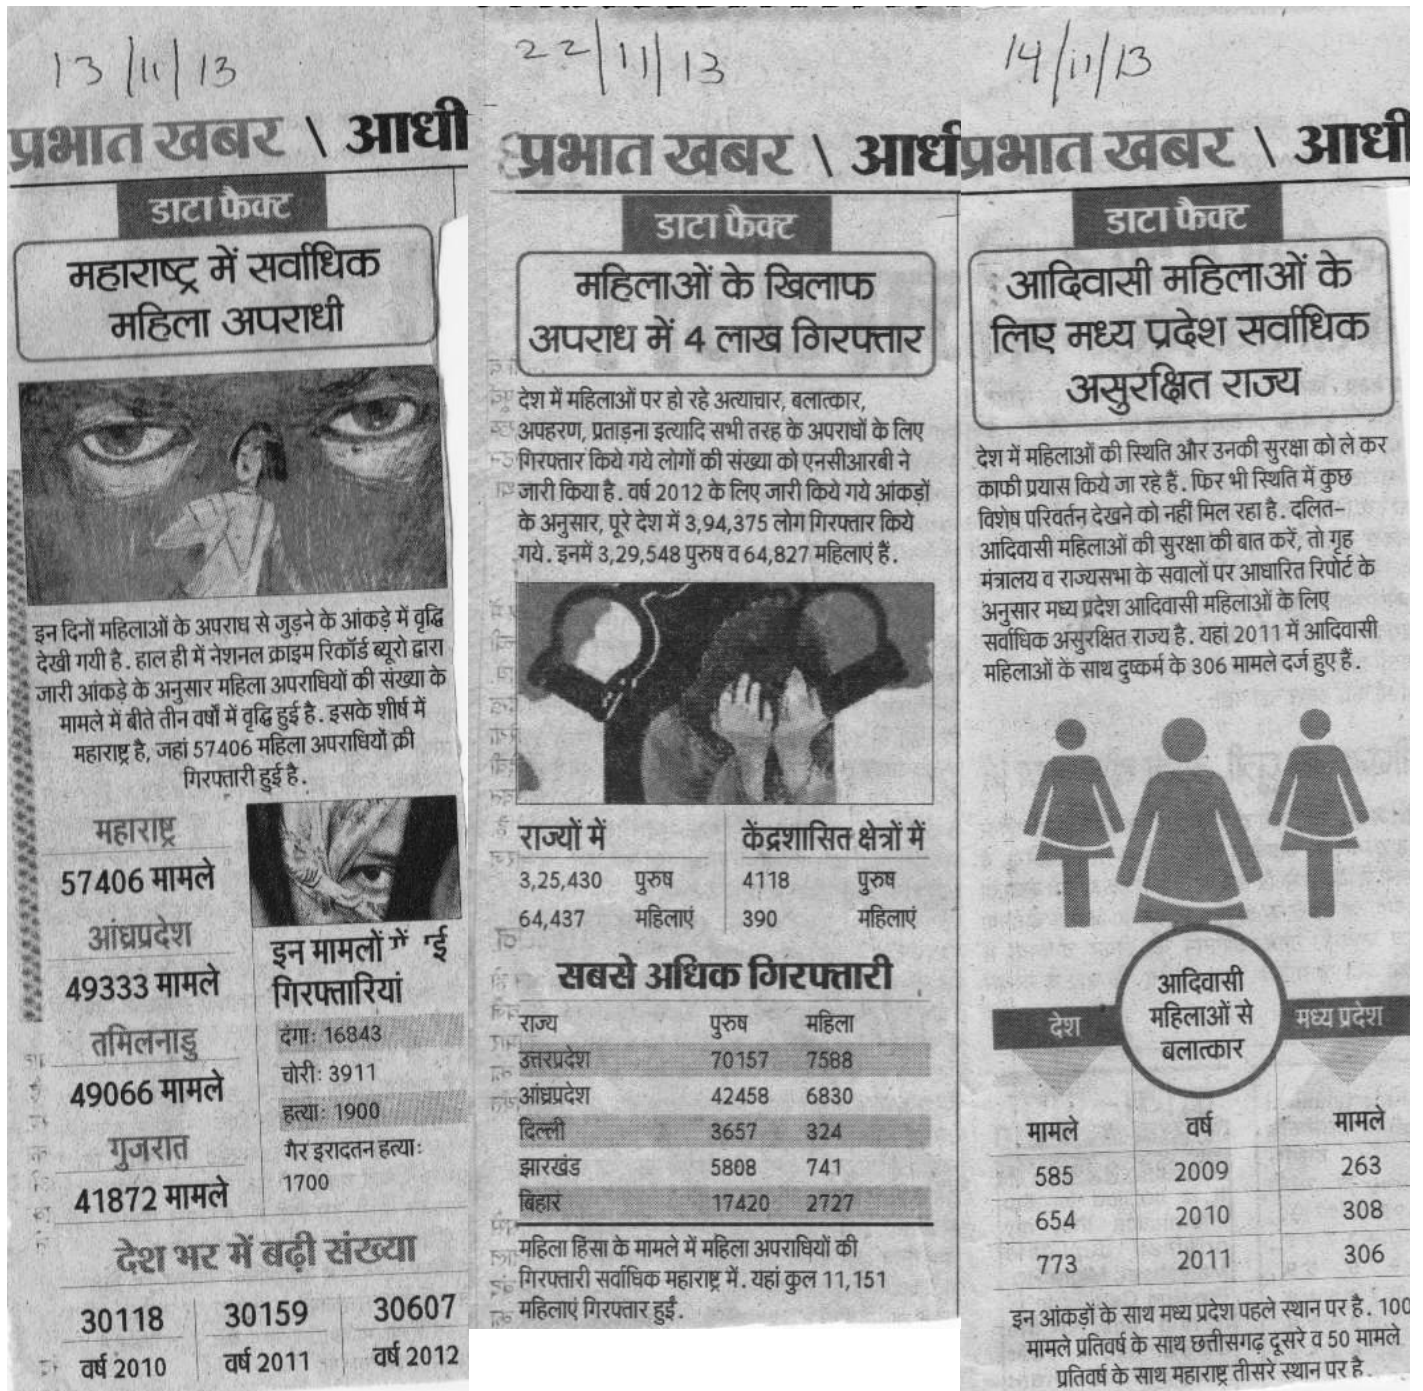 13/11/13
प्रभात खबर \ आधी
डाटा फैक्ट
महाराष्ट्र में सर्वाधिक
महिला अपराधी
इन दिनों महिलाओं के अपराध से जुड़ने के आंकड़े में वृद्धि
देखी गयी है. हाल ही में नेशनल क्राइम रिकॉर्ड ब्यूरो द्वारा
जारी आंकड़े के अनुसार महिला अपराधियों की संख्या के
मामले में बीते तीन वर्षों में वृद्धि हुई है. इसके शीर्ष में
महाराष्ट्र है, जहां 57406 महिला अपराधियों की
गिरफ्तारी हुई है.
महाराष्ट्र
57406 मामले
आंध्रप्रदेश
49333 मामले
तमिलनाडु
49066 मामले
गुजरात
41872 मामले
इन मामलों में
गिरफ्तारियां
दंगा: 16843
चोरी: 3911
हत्या: 1900
गैर इरादतन हत्या:
1700
देश भर में बढ़ी संख्या
30118 30159 30607
वर्ष 2010 वर्ष 2011 वर्ष 2012
22/11/13
प्रभात खबर \ आधी
डाटा फैक्ट
महिलाओं के खिलाफ
अपराध में 4 लाख गिरफ्तार
देश में महिलाओं पर हो रहे अत्याचार, बलात्कार,
अपहरण, प्रताड़ना इत्यादि सभी तरह के अपराधों के लिए
गिरफ्तार किये गये लोगों की संख्या को एनसीआरबी ने
जारी किया है. वर्ष 2012 के लिए जारी किये गये आंकड़ों
के अनुसार, पूरे देश में 3,94,375 लोग गिरफ्तार किये
गये. इनमें 3,29,548 पुरुष व 64,827 महिलाएं हैं.
राज्यों में केंद्रशासित क्षेत्रों में
3,25,430 पुरुष 4118 पुरुष
64,437 महिलाएं 390 महिलाएं
सबसे अधिक गिरफ्तारी
राज्य पुरुष महिला
उत्तरप्रदेश 70157 7588
आंध्रप्रदेश 42458 6830
दिल्ली 3657 324
झारखंड 5808 741
बिहार 17420 2727
महिला हिंसा के मामले में महिला अपराधियों की
गिरफ्तारी सर्वाधिक महाराष्ट्र में. यहां कुल 11,151
महिलाएं गिरफ्तार हुईं.
14/11/13
प्रभात खबर \ आधी
डाटा फैक्ट
आदिवासी महिलाओं के
लिए मध्य प्रदेश सर्वाधिक
असुरक्षित राज्य
देश में महिलाओं की स्थिति और उनकी सुरक्षा को ले कर
काफी प्रयास किये जा रहे हैं. फिर भी स्थिति में कुछ
विशेष परिवर्तन देखने को नहीं मिल रहा है. दलित-
आदिवासी महिलाओं की सुरक्षा की बात करें, तो गृह
मंत्रालय व राज्यसभा के सवालों पर आधारित रिपोर्ट के
अनुसार मध्य प्रदेश आदिवासी महिलाओं के लिए
सर्वाधिक असुरक्षित राज्य है. यहां 2011 में आदिवासी
महिलाओं के साथ दुष्कर्म के 306 मामले दर्ज हुए हैं.
आदिवासी
महिलाओं से
बलात्कार
देश मध्य प्रदेश
मामले वर्ष मामले
585 2009 263
654 2010 308
773 2011 306
इन आंकड़ों के साथ मध्य प्रदेश पहले स्थान पर है. 100
मामले प्रतिवर्ष के साथ छत्तीसगढ़ दूसरे व 50 मामले
प्रतिवर्ष के साथ महाराष्ट्र तीसरे स्थान पर है.